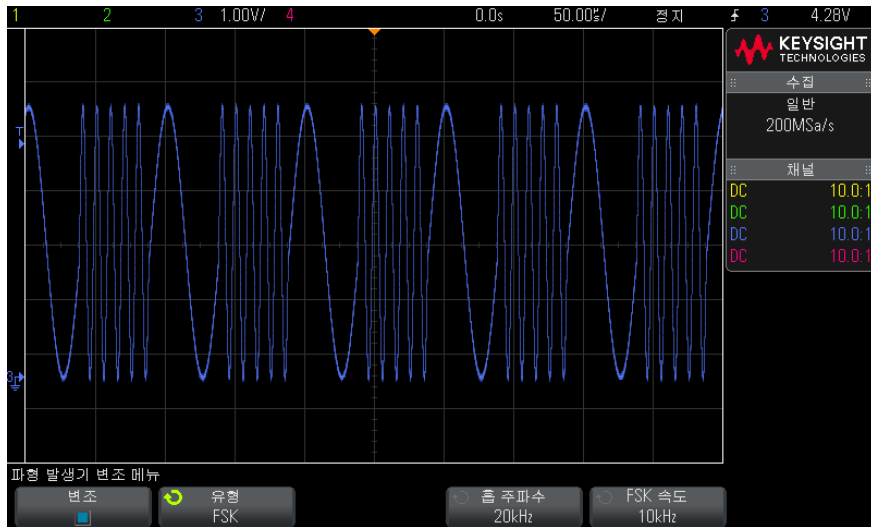 1 2 3 1.00V/ 4 0.0s 50.00㎲/ 정지 3 4.28V
KEYSIGHT
TECHNOLOGIES
수집
일반
200MSa/s
채널
DC 10.0:1
DC 10.0:1
DC 10.0:1
DC 10.0:1
T
3
파형 발생기 변조 메뉴
변조
유형
FSK
홉 주파수
20kHz
FSK 속도
10kHz